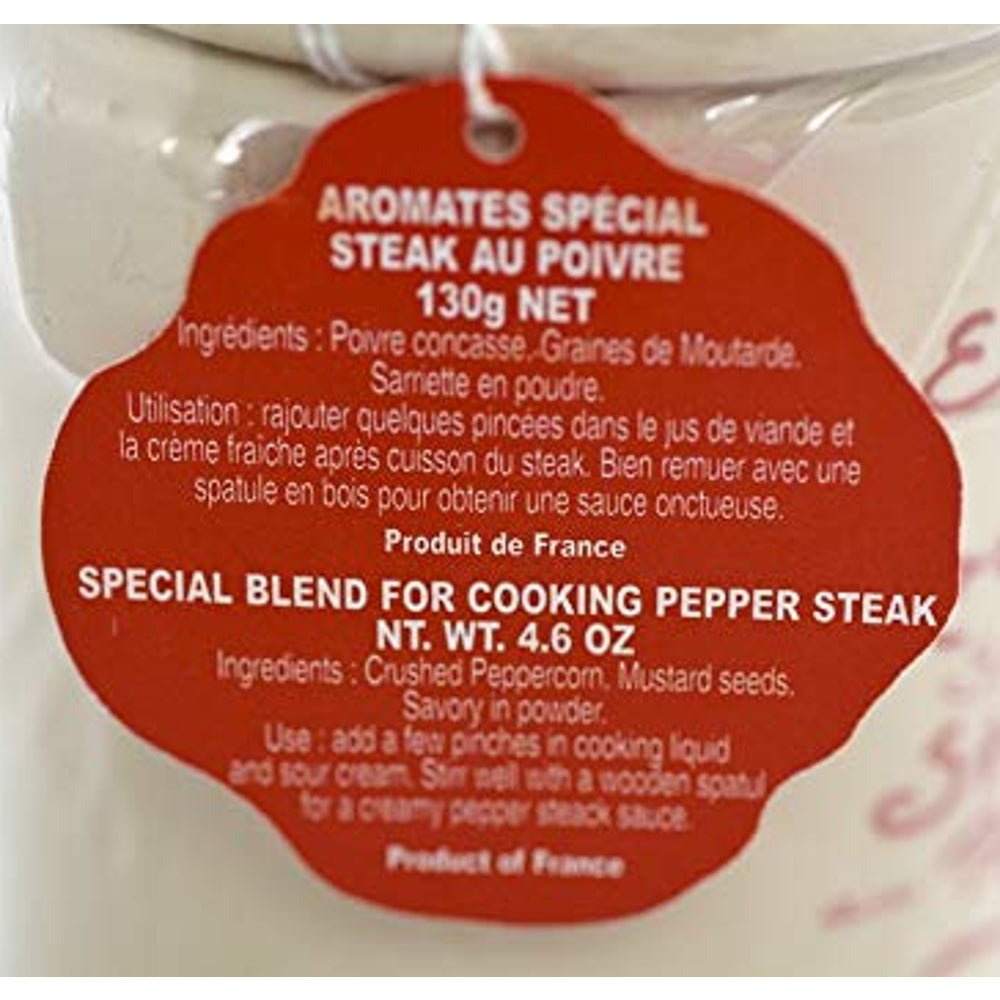 AROMATES SPÉCIAL
STEAK AU POIVRE
130g NET
Ingrédients : Poivre concassé. Graines de Moutarde.
Sarriette en poudre.
Utilisation : rajouter quelques pincées dans le jus de viande et
la crème fraîche après cuisson du steak. Bien remuer avec une
spatule en bois pour obtenir une sauce onctueuse.
Produit de France
SPECIAL BLEND FOR COOKING PEPPER STEAK
NT. WT. 4.6 OZ
Ingredients : Crushed Peppercorn. Mustard seeds.
Savory in powder.
Use : add a few pinches in cooking liquid
and sour cream. Stirr well with a wooden spatul
for a creamy pepper steack sauce.
Product of France